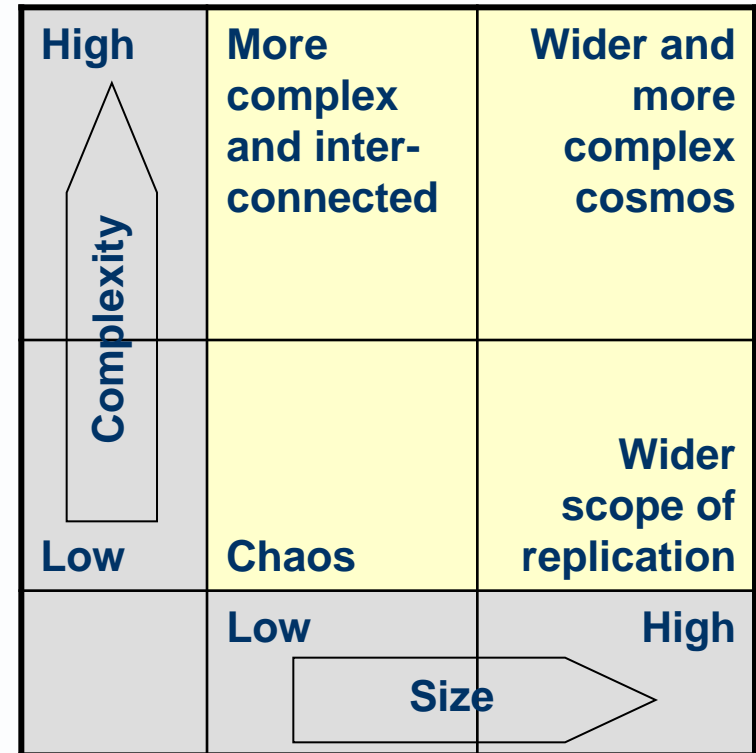 High
More
complex
and inter-
connected
Wider and
more
complex
cosmos
Complexity
Low
Chaos
Wider
scope of
replication
Low
High
Size